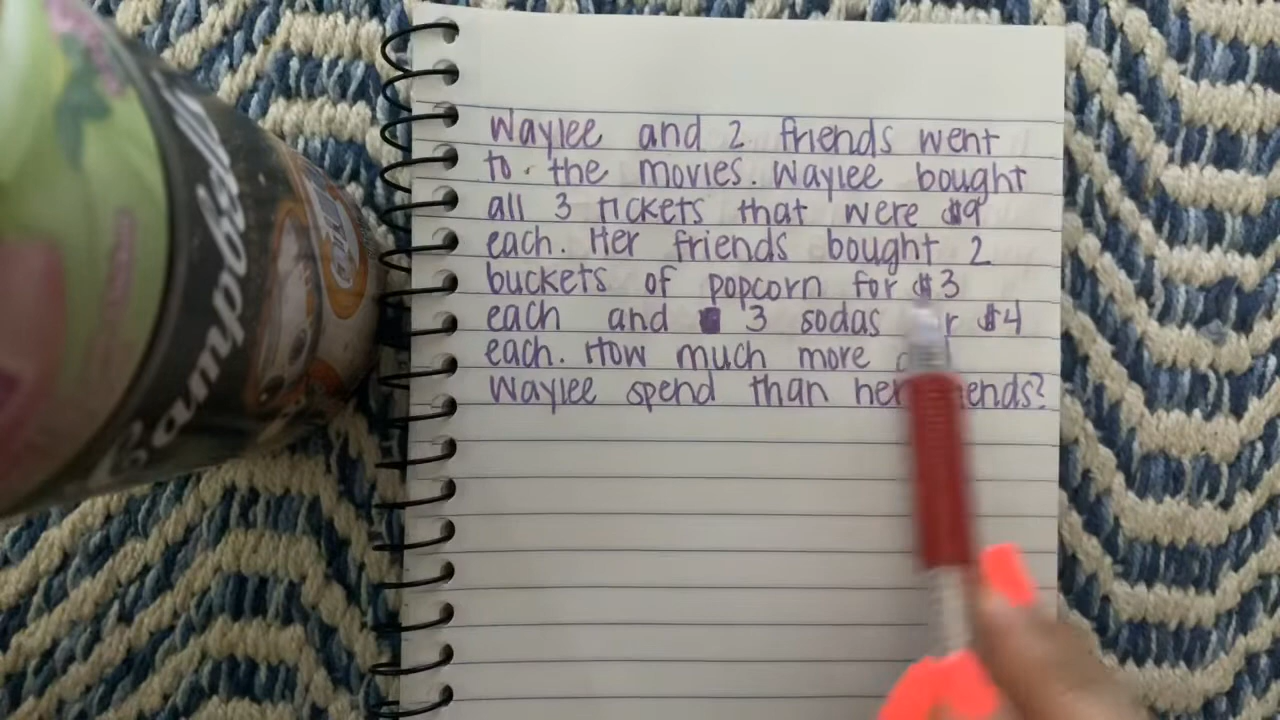 Waylee and 2 friends went
to the movies. Waylee bought
all 3 tickets that were $9
each. Her friends bought 2
buckets of popcorn for $3
each and 3 sodas $4
each. How much more
Waylee spend than her
Campbell's